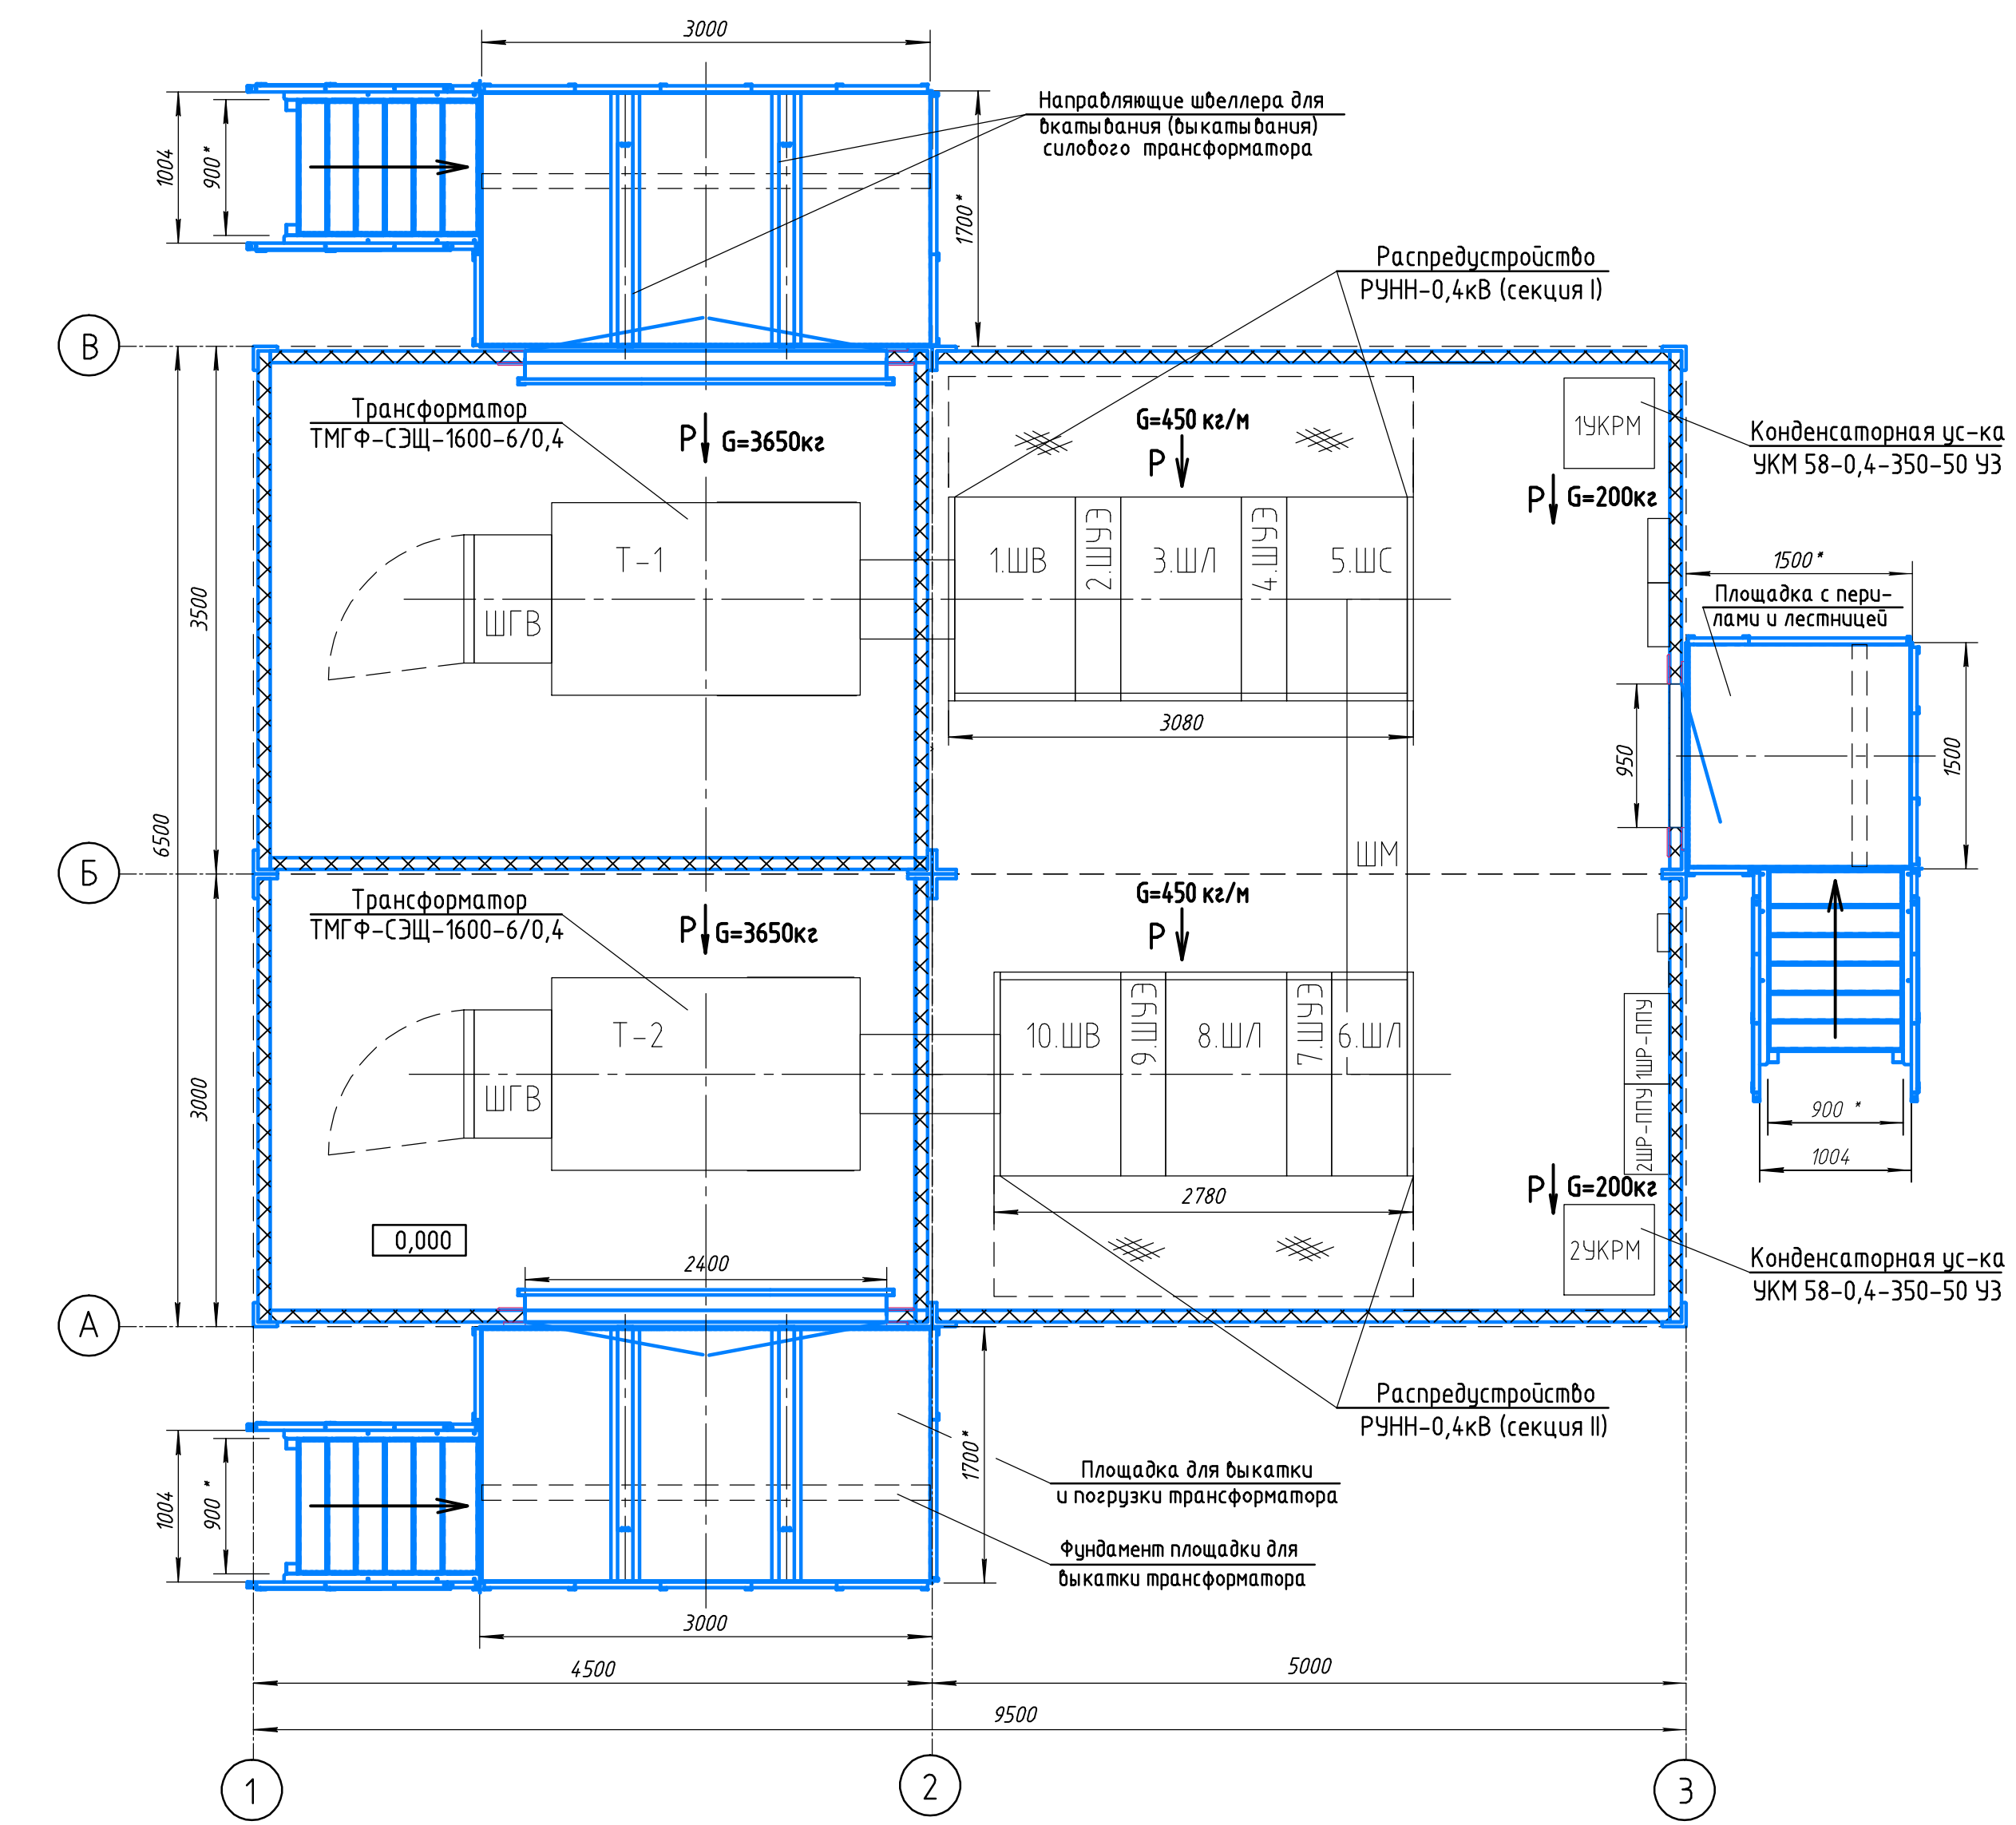 3000
Направляющие швеллера для
вкатывания (выкатывания)
силового трансформатора
1004
900*
1700*
Распредустройство
РУНН-0,4кВ (секция I)
В
Трансформатор
ТМГФ-СЭЩ-1600-6/0,4
P
G=3650кг
G=450 кг/м
P
1УКРМ
Конденсаторная ус-ка
УКМ 58-0,4-350-50 У3
P
G=200кг
Т-1
ШГВ
1.ШВ
2.ШУЭ
3.ШЛ
4.ШУЭ
5.ШС
1500*
Площадка с пери-
лами и лестницей
3500
6500
3080
950
1500
ШМ
Б
Трансформатор
ТМГФ-СЭЩ-1600-6/0,4
P
G=3650кг
G=450 кг/м
P
Т-2
ШГВ
10.ШВ
9.ШУЭ
8.ШЛ
7.ШУЭ
6.ШЛ
1ШР-ППУ
2ШР-ППУ
3000
900 *
1004
2780
P
G=200кг
0,000
2УКРМ
2400
Конденсаторная ус-ка
УКМ 58-0,4-350-50 У3
А
Распредустройство
РУНН-0,4кВ (секция II)
1004
900 *
1700*
Площадка для выкатки
и погрузки трансформатора
Фундамент площадки для
выкатки трансформатора
3000
4500
5000
9500
1
2
3